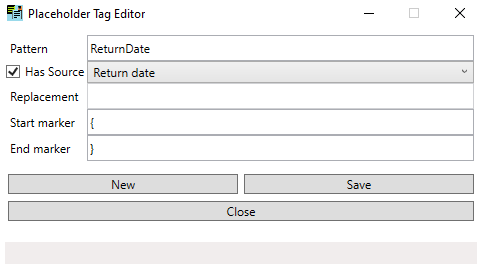 Placeholder Tag Editor
Pattern ReturnDate
Has Source Return date
Replacement
Start marker {
End marker }
New Save
Close